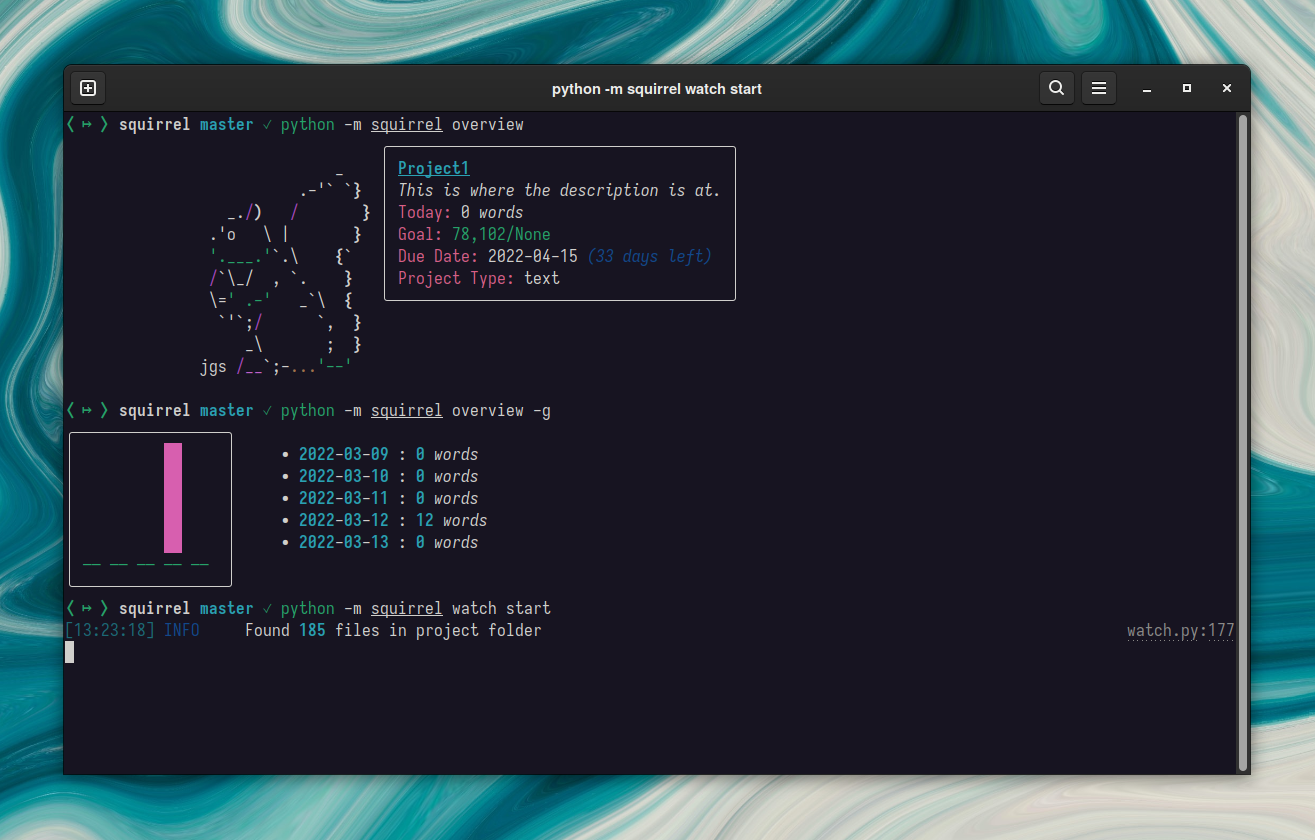 python -m squirrel watch start
squirrel master ✓ python -m squirrel overview
Project1
This is where the description is at.
Today: 0 words
Goal: 78,102/None
Due Date: 2022-04-15 (33 days left)
Project Type: text
jgs
squirrel master ✓ python -m squirrel overview -g
• 2022-03-09 : 0 words
• 2022-03-10 : 0 words
• 2022-03-11 : 0 words
• 2022-03-12 : 12 words
• 2022-03-13 : 0 words
squirrel master ✓ python -m squirrel watch start
[13:23:18] INFO Found 185 files in project folder watch.py:177